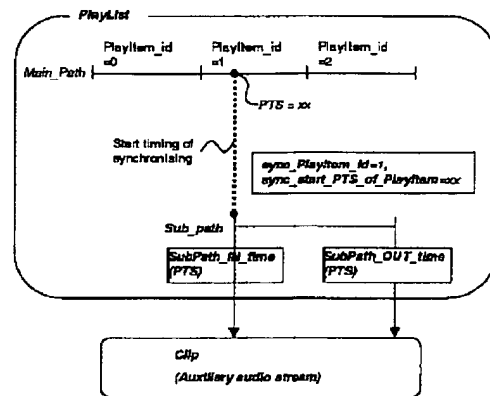 PlayList
PlayItem_id
=0
PlayItem_id
=1
PlayItem_id
=2
Main_Path
PTS = xx
Start timing of
synchronising
sync_PlayItem_id=1,
sync_start_PTS_of_PlayItem=xx
Sub_path
SubPath_IN_time
(PTS)
SubPath_OUT_time
(PTS)
Clip
(Auxiliary audio stream)